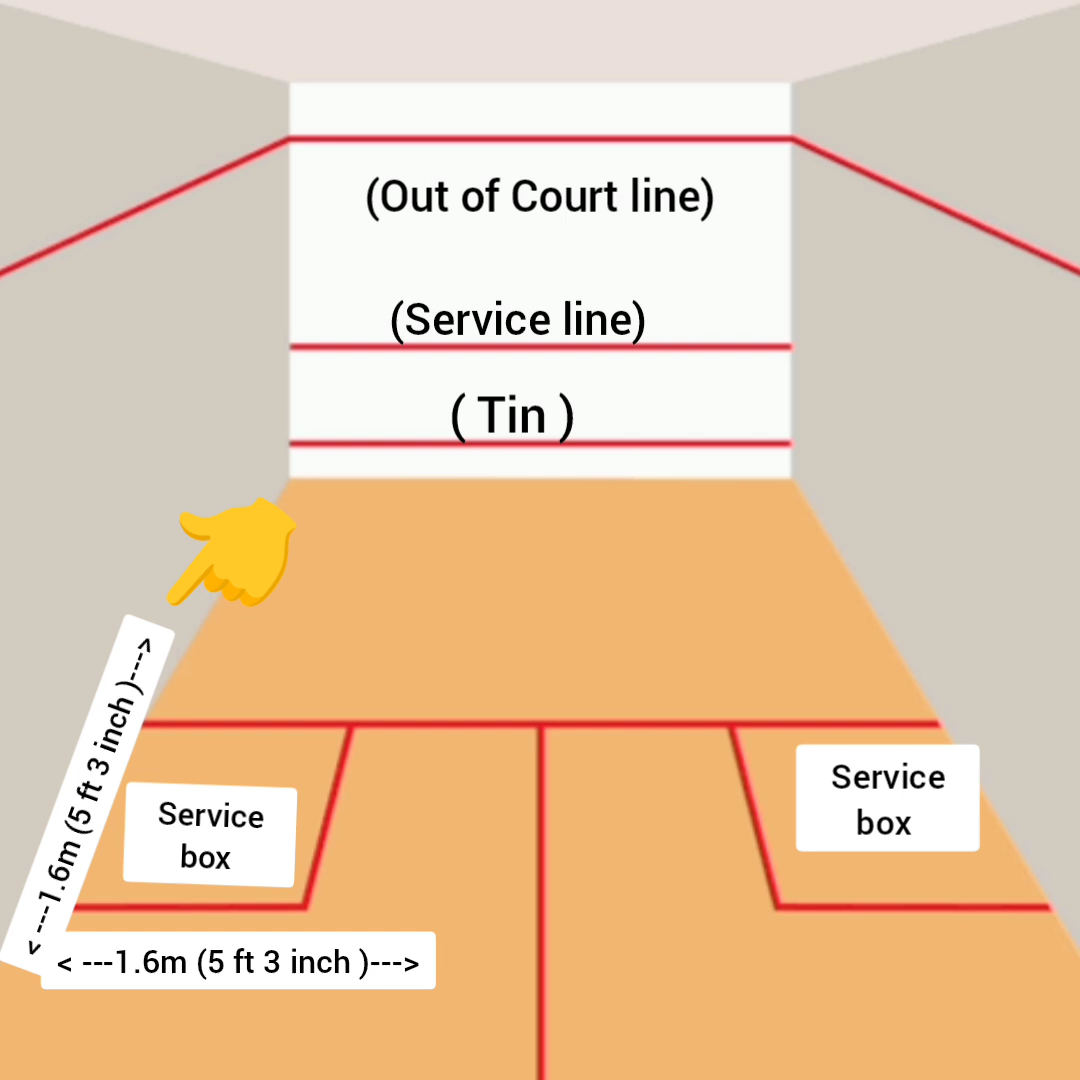 (Out of Court line)
(Service line)
( Tin )
< ---1.6m (5 ft 3 inch )--->
Service
box
Service
box
< ---1.6m (5 ft 3 inch )--->